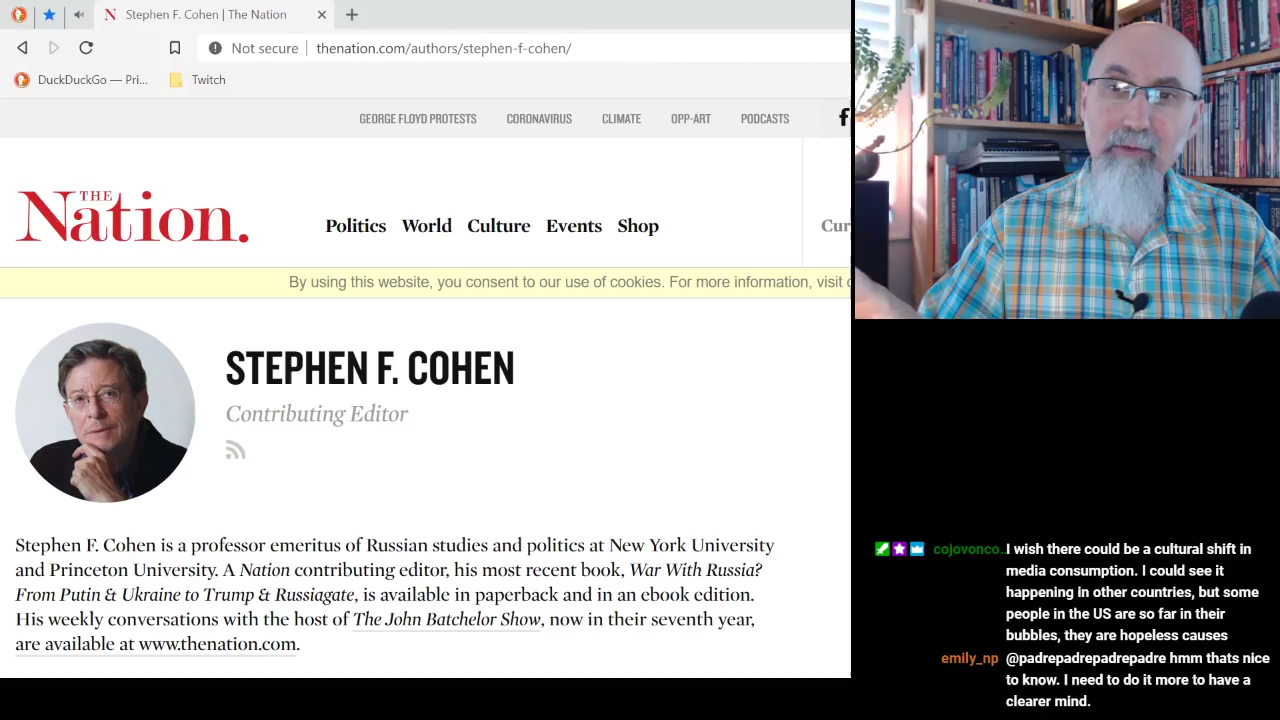 Stephen F. Cohen | The Nation
Not secure
thenation.com/authors/stephen-f-cohen/
DuckDuckGo — Pri...
Twitch
GEORGE FLOYD PROTESTS CORONAVIRUS CLIMATE OPP-ART PODCASTS
THE
Nation.
Politics World Culture Events Shop
Cur
By using this website, you consent to our use of cookies. For more information, visit
STEPHEN F. COHEN
Contributing Editor
Stephen F. Cohen is a professor emeritus of Russian studies and politics at New York University
and Princeton University. A Nation contributing editor, his most recent book, War With Russia?
From Putin & Ukraine to Trump & Russiagate, is available in paperback and in an ebook edition.
His weekly conversations with the host of The John Batchelor Show, now in their seventh year,
are available at www.thenation.com.
cojovonco.. I wish there could be a cultural shift in
media consumption. I could see it
happening in other countries, but some
people in the US are so far in their
bubbles, they are hopeless causes
emily_np @padrepadrepadrepadre hmm thats nice
to know. I need to do it more to have a
clearer mind.